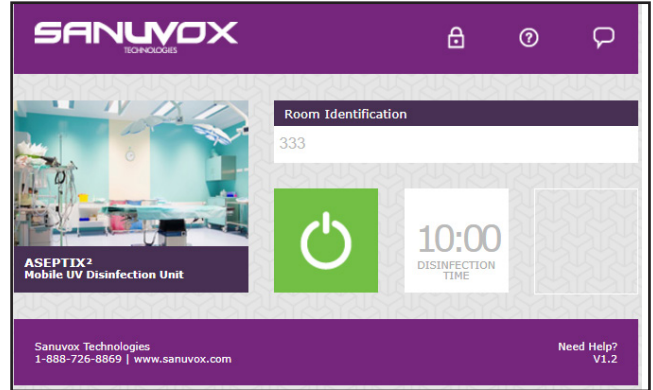 SANUVOX
TECHNOLOGIES
Room Identification
333
10:00
DISINFECTION
TIME
ASEPTIX²
Mobile UV Disinfection Unit
Sanuvox Technologies
1-888-726-8869 | www.sanuvox.com
Need Help?
V1.2